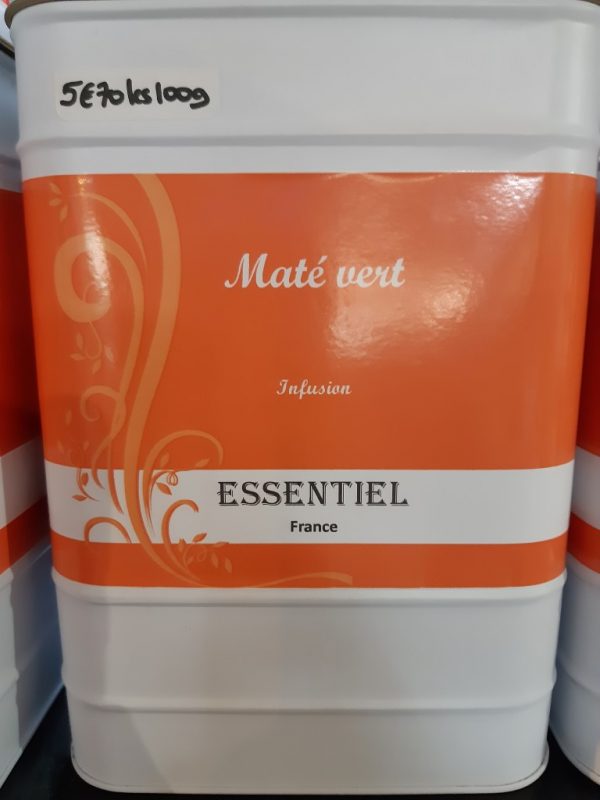 5€70 les 100g
Maté vert
Infusion
ESSENTIEL
France